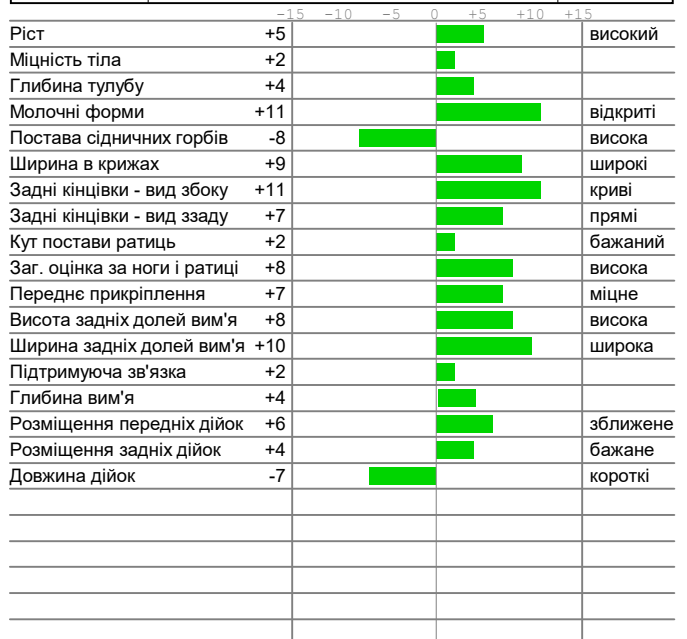 -15 -10 -5 0 +5 +10 +15
Ріст +5 високий
Міцність тіла +2
Глибина тулубу +4
Молочні форми +11 відкриті
Постава сідничних горбів -8 висока
Ширина в крижах +9 широкі
Задні кінцівки - вид збоку +11 криві
Задні кінцівки - вид ззаду +7 прямі
Кут постави ратиць +2 бажаний
Заг. оцінка за ноги і ратиці +8 висока
Переднє прикріплення +7 міцне
Висота задніх долей вим'я +8 висока
Ширина задніх долей вим'я +10 широка
Підтримуюча зв'язка +2
Глибина вим'я +4
Розміщення передніх дійок +6 зближене
Розміщення задніх дійок +4 бажане
Довжина дійок -7 короткі